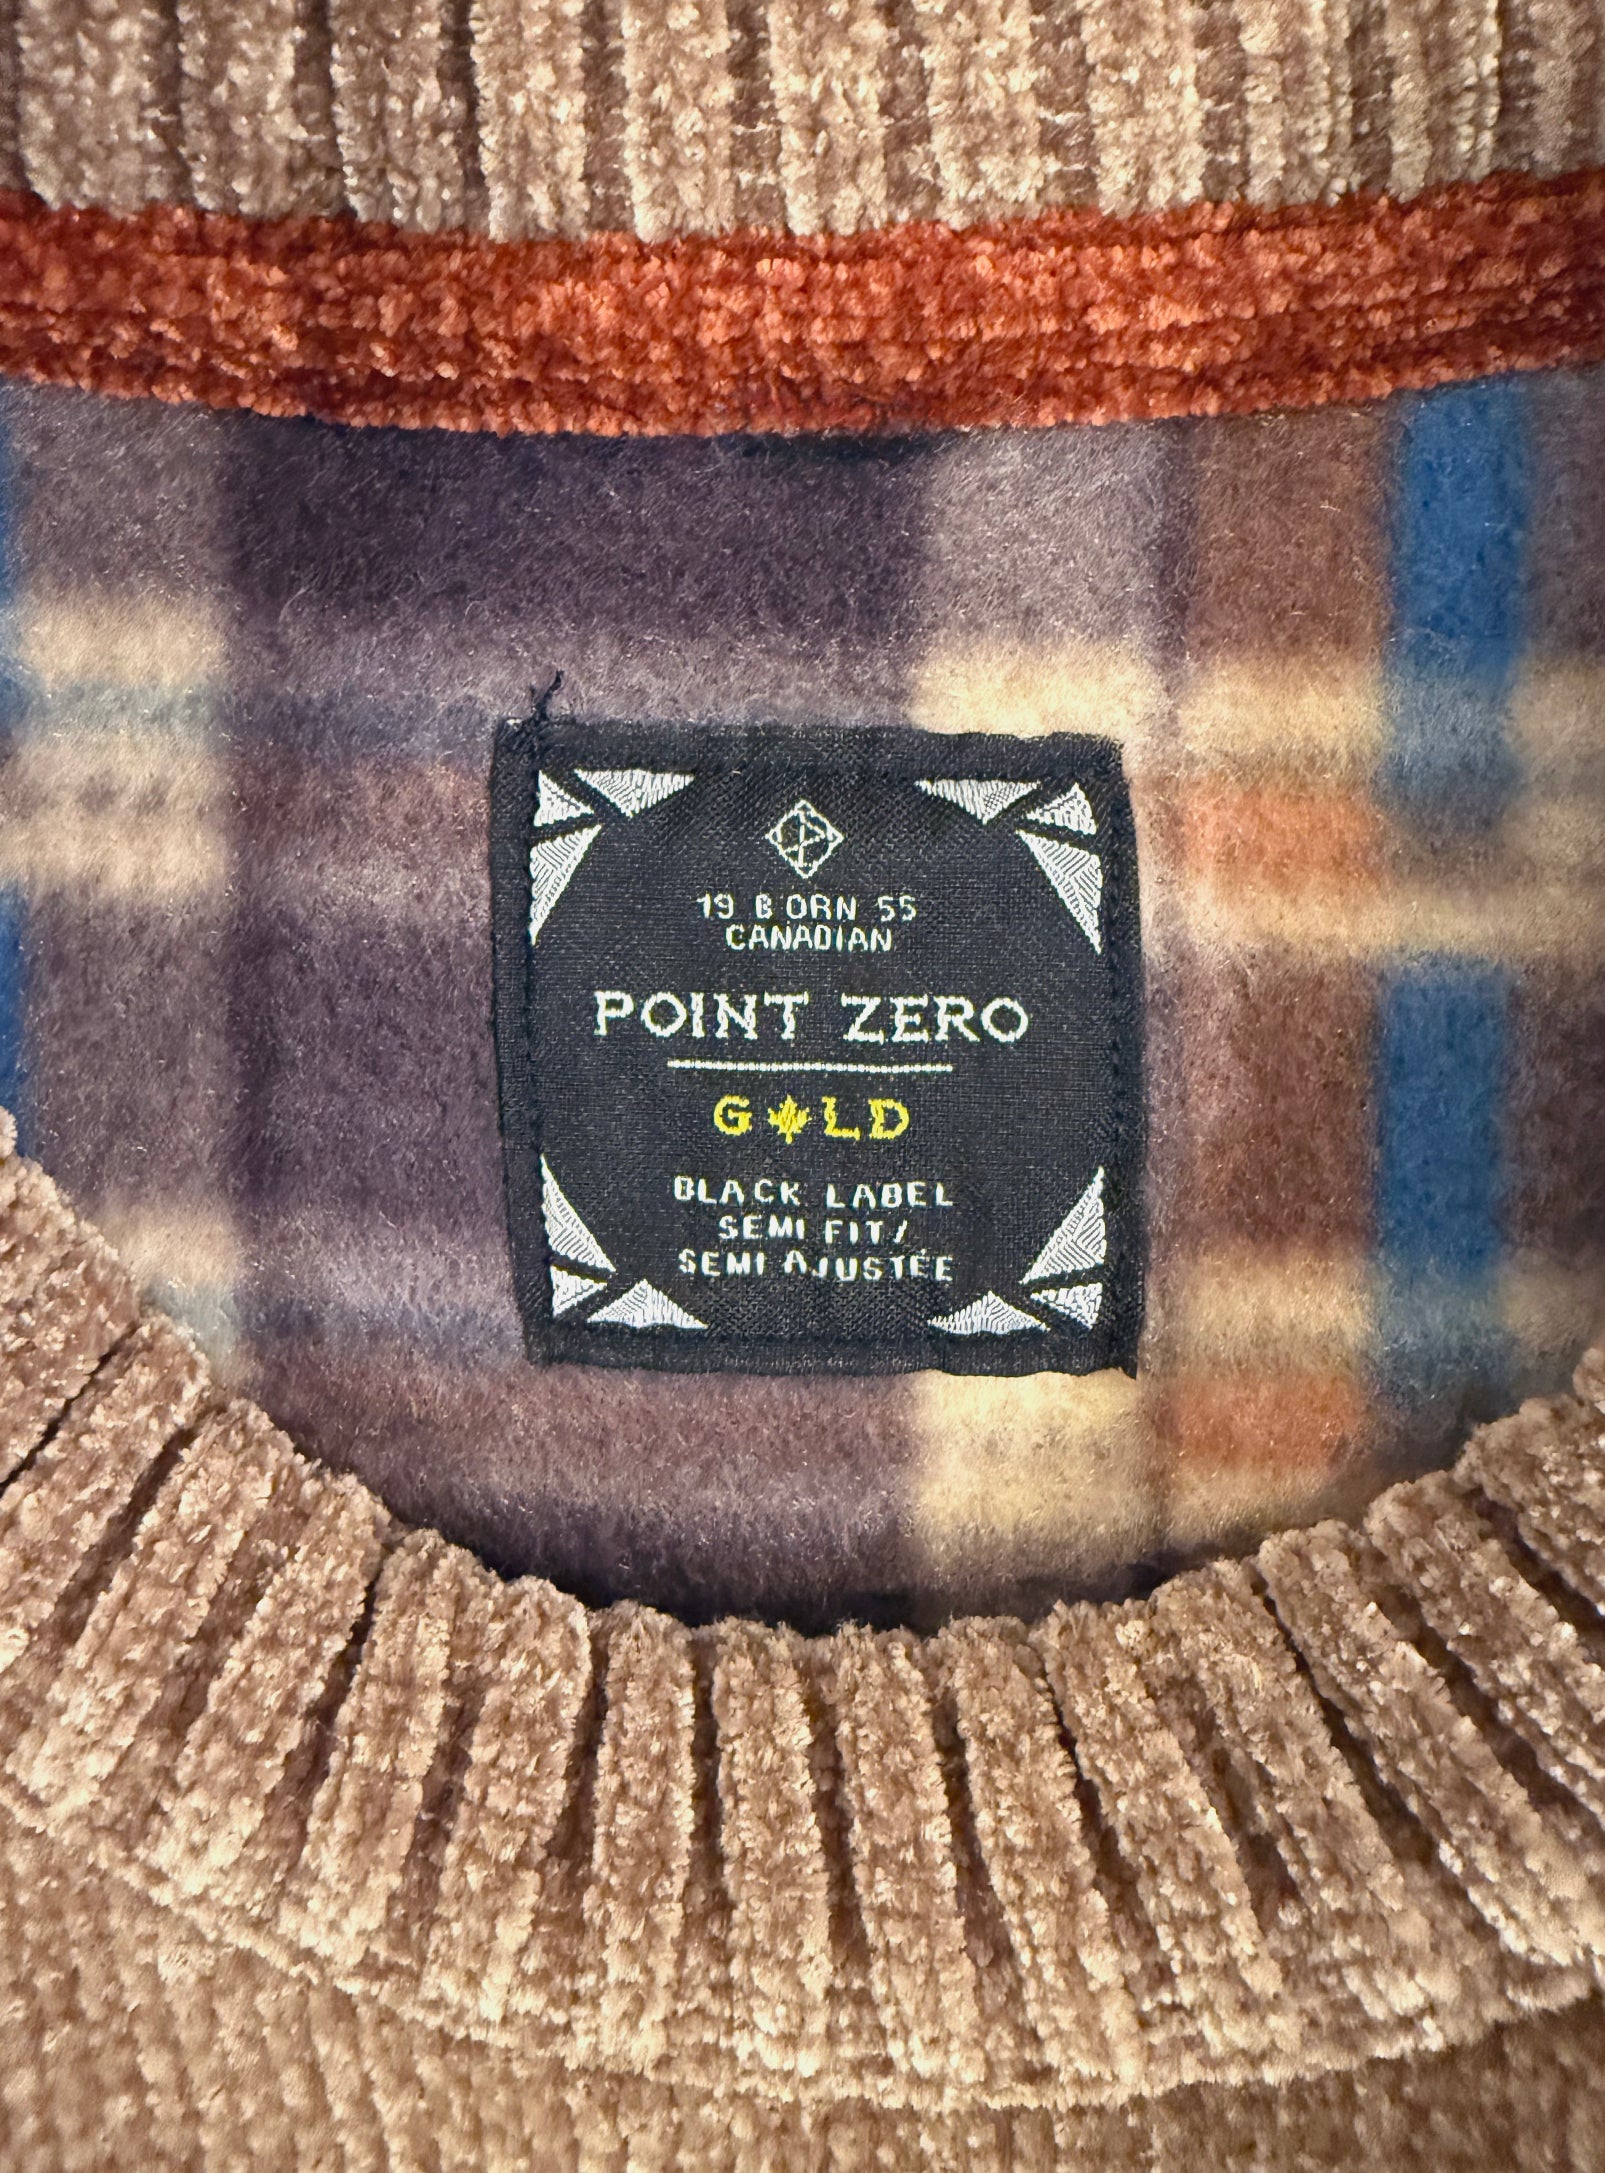 19 BORN 55
CANADIAN
POINT ZERO
GOLD
BLACK LABEL
SEMI FIT/
SEMI AJUSTÉE